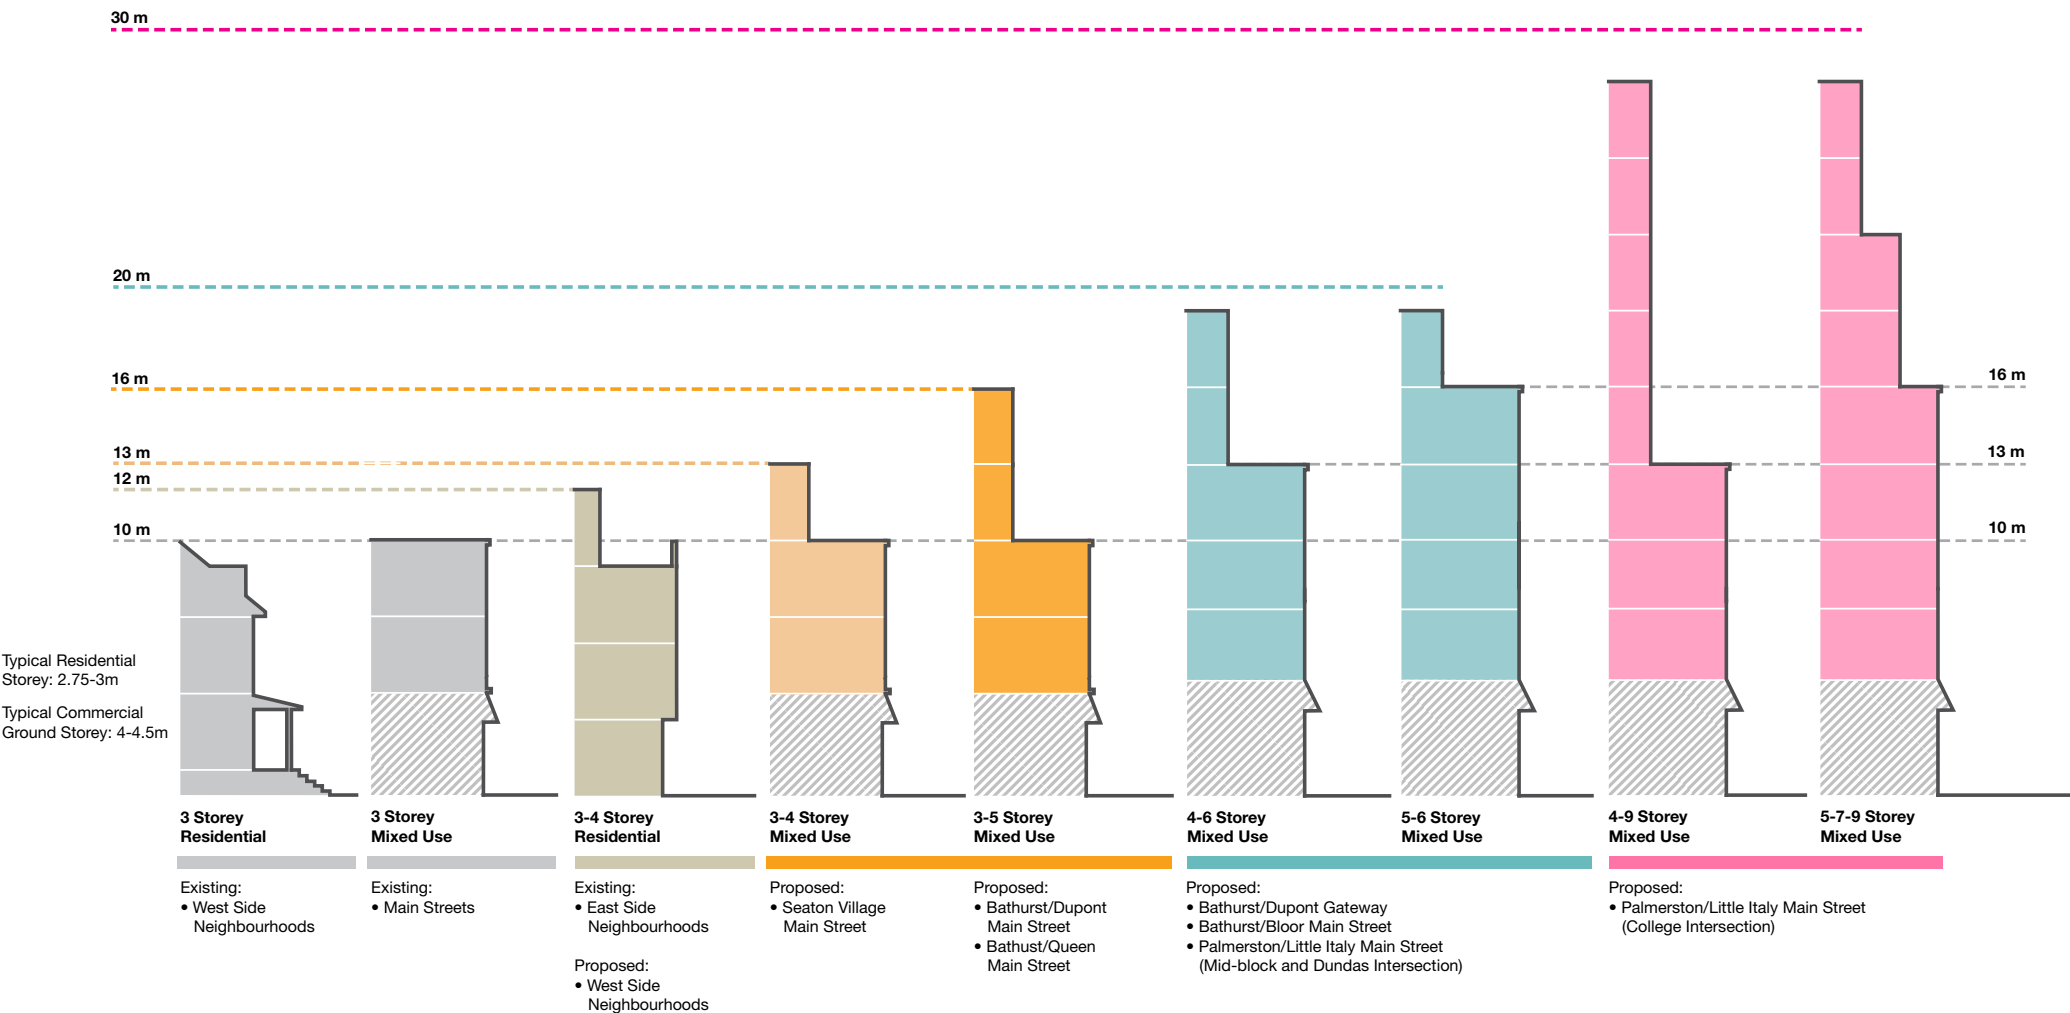 30 m
20 m
16 m
16 m
13 m
13 m
12 m
10 m
10 m
Typical Residential
Storey: 2.75-3m
Typical Commercial
Ground Storey: 4-4.5m
3 Storey
Residential
Existing:
• West Side
Neighbourhoods
3 Storey
Mixed Use
Existing:
• Main Streets
3-4 Storey
Residential
Existing:
• East Side
Neighbourhoods
Proposed:
• West Side
Neighbourhoods
3-4 Storey
Mixed Use
Proposed:
• Seaton Village
Main Street
3-5 Storey
Mixed Use
Proposed:
• Bathurst/Dupont
Main Street
• Bathust/Queen
Main Street
4-6 Storey
Mixed Use
5-6 Storey
Mixed Use
Proposed:
• Bathurst/Dupont Gateway
• Bathurst/Bloor Main Street
• Palmerston/Little Italy Main Street
(Mid-block and Dundas Intersection)
4-9 Storey
Mixed Use
5-7-9 Storey
Mixed Use
Proposed:
• Palmerston/Little Italy Main Street
(College Intersection)